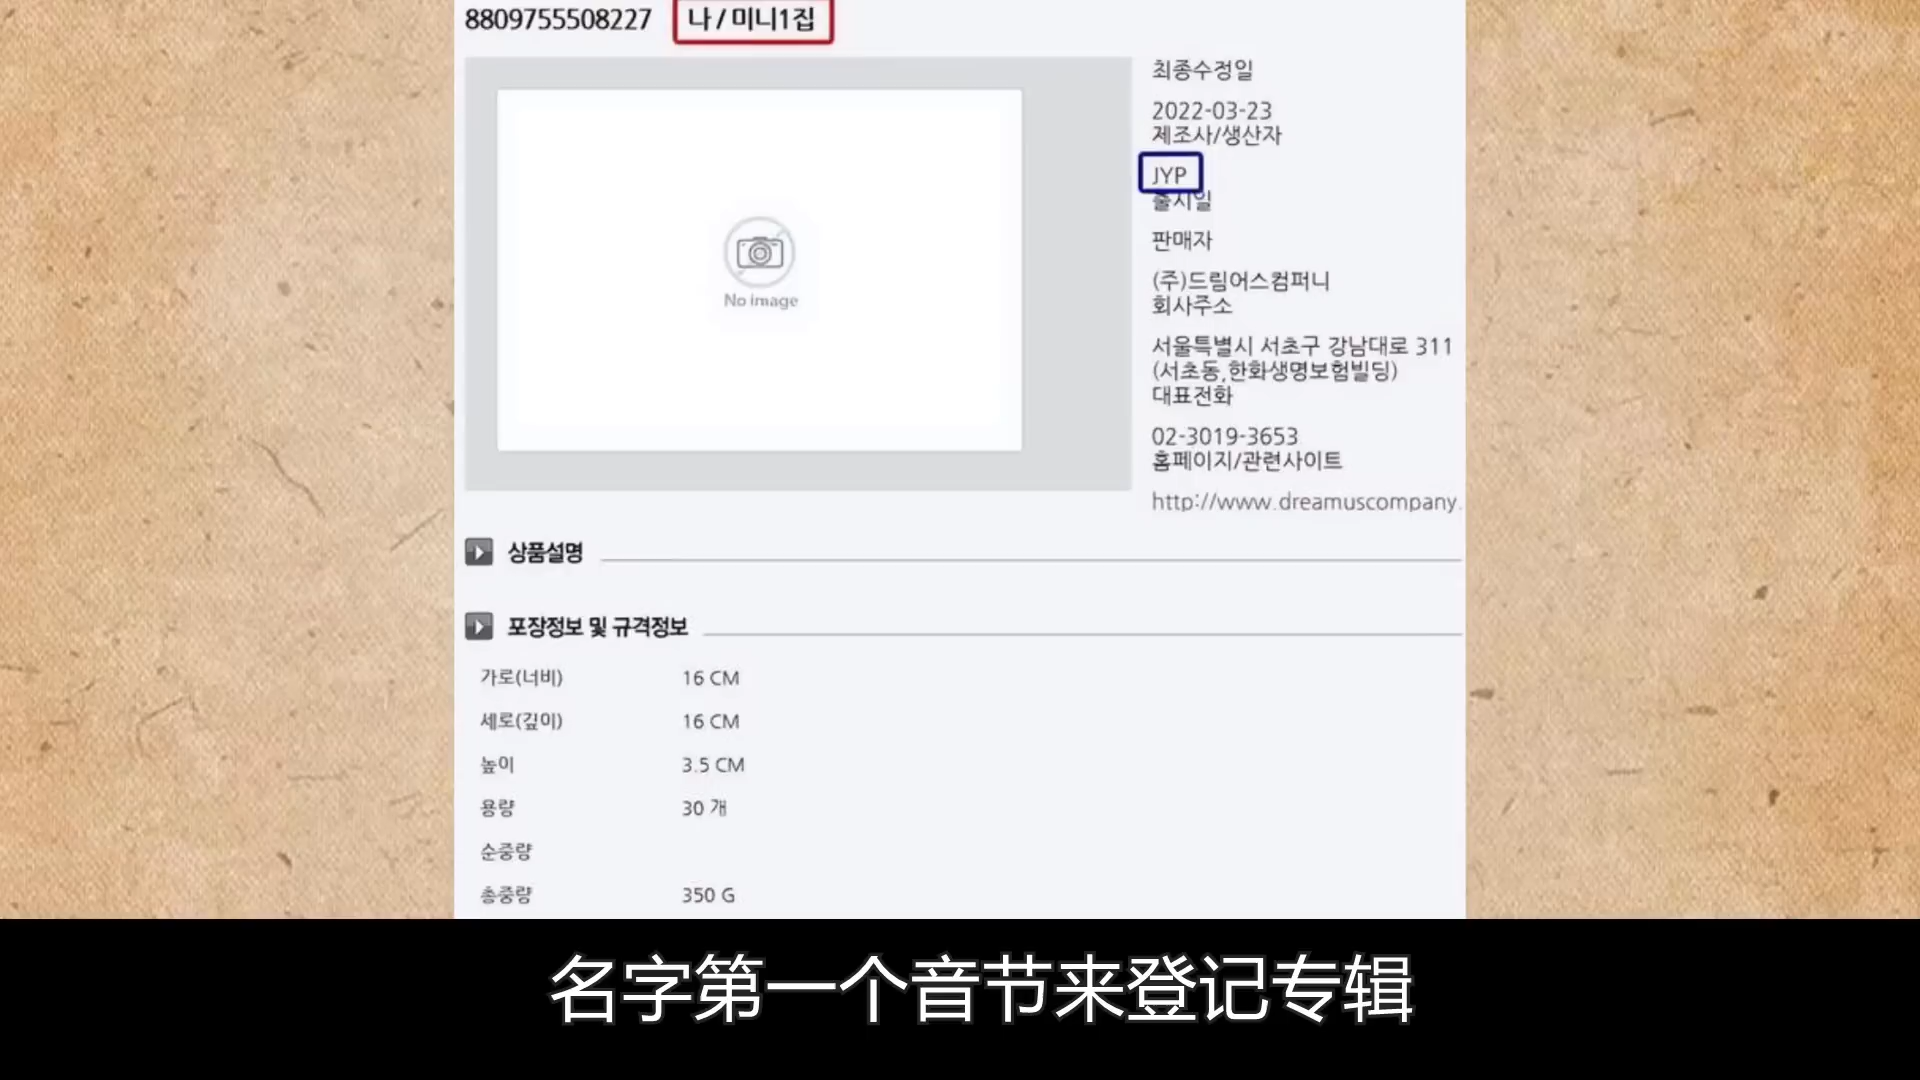 8809755508227 나 / 미니1집
No image
최종수정일
2022-03-23
제조사/생산자
JYP
출시일
판매자
(주)드림어스컴퍼니
회사주소
서울특별시 서초구 강남대로 311
(서초동,한화생명보험빌딩)
대표전화
02-3019-3653
홈페이지/관련사이트
http://www.dreamuscompany.
상품설명
포장정보 및 규격정보
가로(너비) 16 CM
세로(깊이) 16 CM
높이 3.5 CM
용량 30 개
순중량
총중량 350 G
名字第一个音节来登记专辑